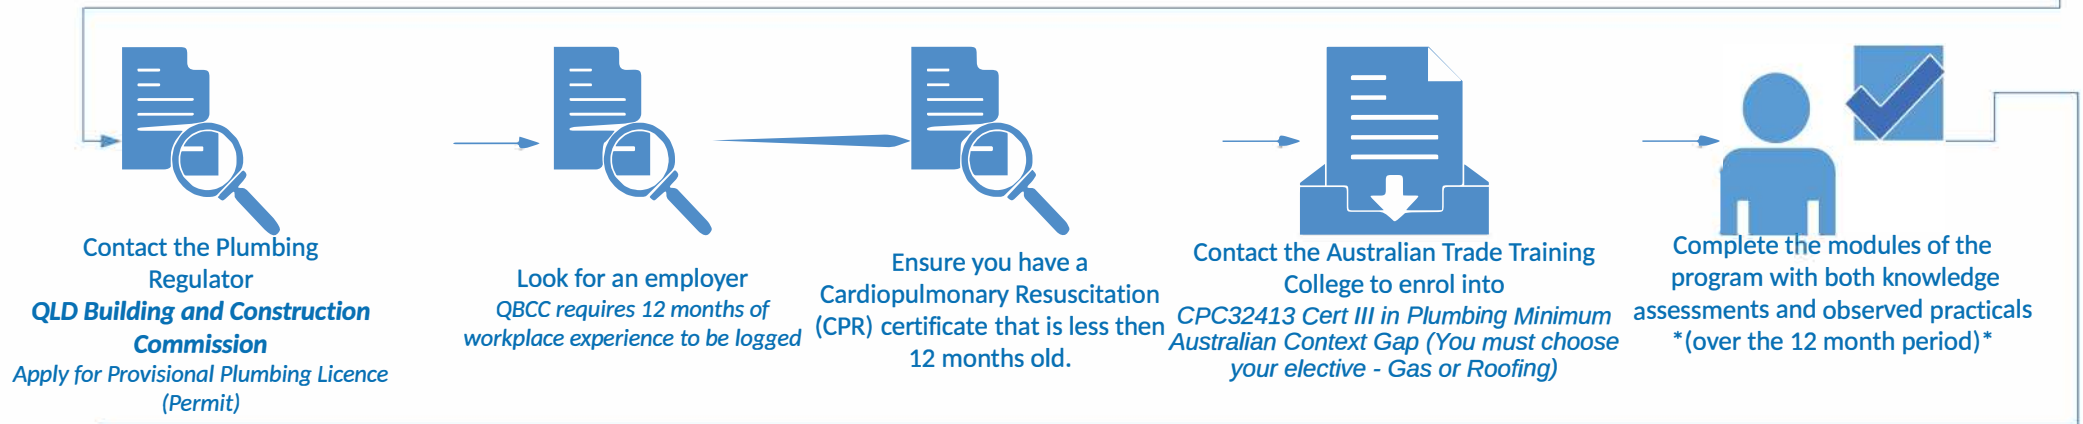 Contact the Plumbing
Regulator
QLD Building and Construction
Commission
Apply for Provisional Plumbing Licence
(Permit)
Look for an employer
QBCC requires 12 months of
workplace experience to be logged
Ensure you have a
Cardiopulmonary Resuscitation
(CPR) certificate that is less then
12 months old.
Contact the Australian Trade Training
College to enrol into
CPC32413 Cert III in Plumbing Minimum
Australian Context Gap (You must choose
your elective - Gas or Roofing)
Complete the modules of the
program with both knowledge
assessments and observed practicals
*(over the 12 month period)*